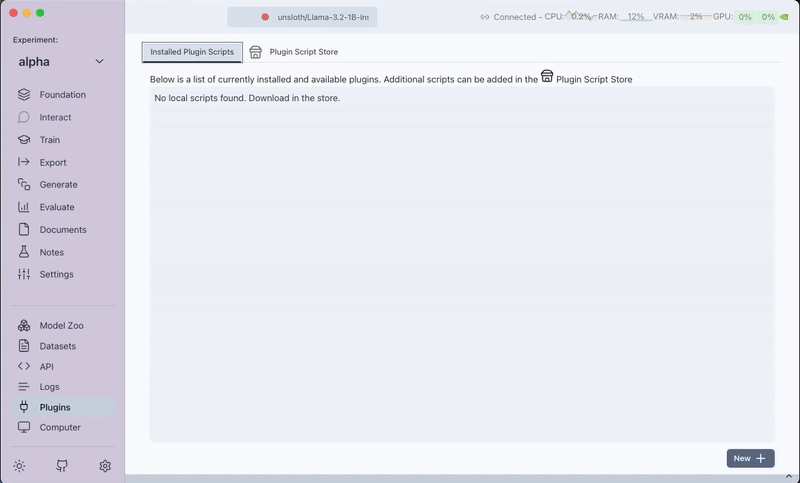 unsloth/Llama-3.2-1B-Ins
Connected - CPU: 0.2% RAM: 12% VRAM: 2% GPU: 0% 0%
Experiment:
alpha
Foundation
Interact
Train
Export
Generate
Evaluate
Documents
Notes
Settings
Model Zoo
Datasets
API
Logs
Plugins
Computer
Installed Plugin Scripts
Plugin Script Store
Below is a list of currently installed and available plugins. Additional scripts can be added in the Plugin Script Store
No local scripts found. Download in the store.
New